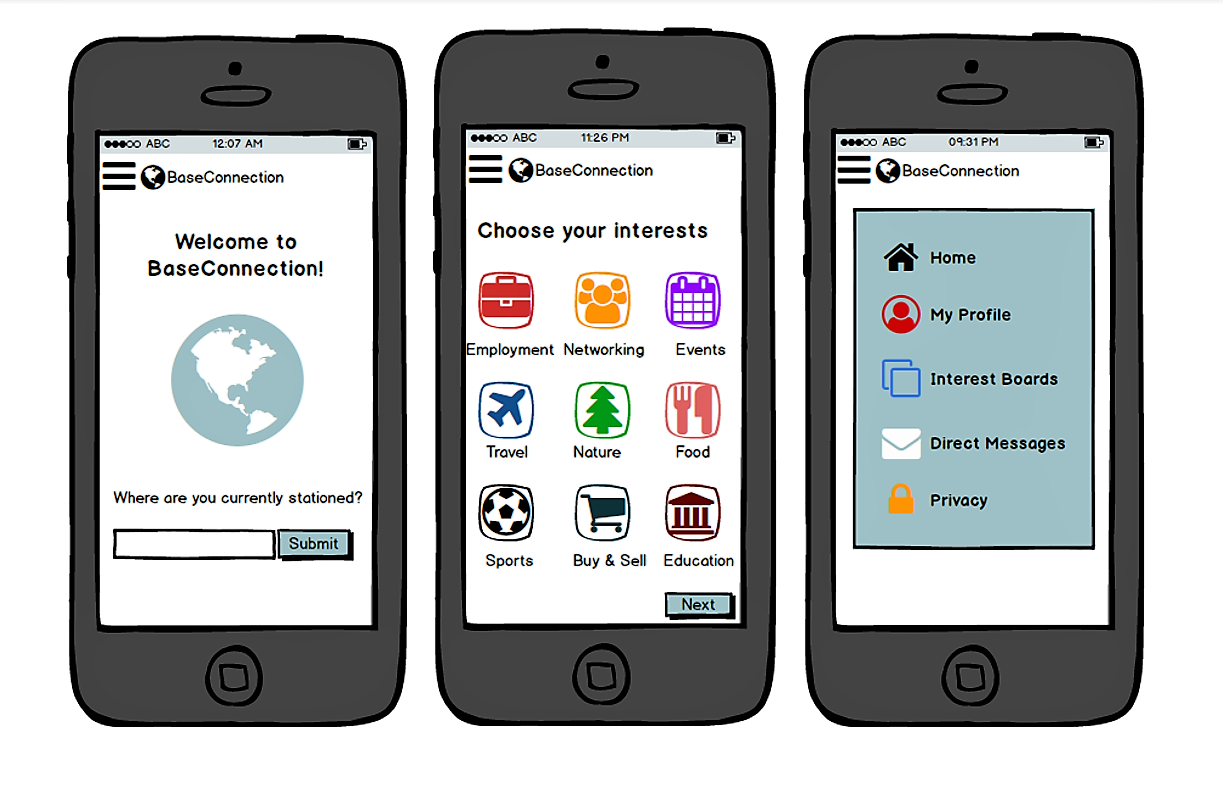 ABC 12:07 AM
BaseConnection
Welcome to
BaseConnection!
Where are you currently stationed?
Submit
ABC 11:26 PM
BaseConnection
Choose your interests
Employment Networking Events
Travel Nature Food
Sports Buy & Sell Education
Next
ABC 09:31 PM
BaseConnection
Home
My Profile
Interest Boards
Direct Messages
Privacy